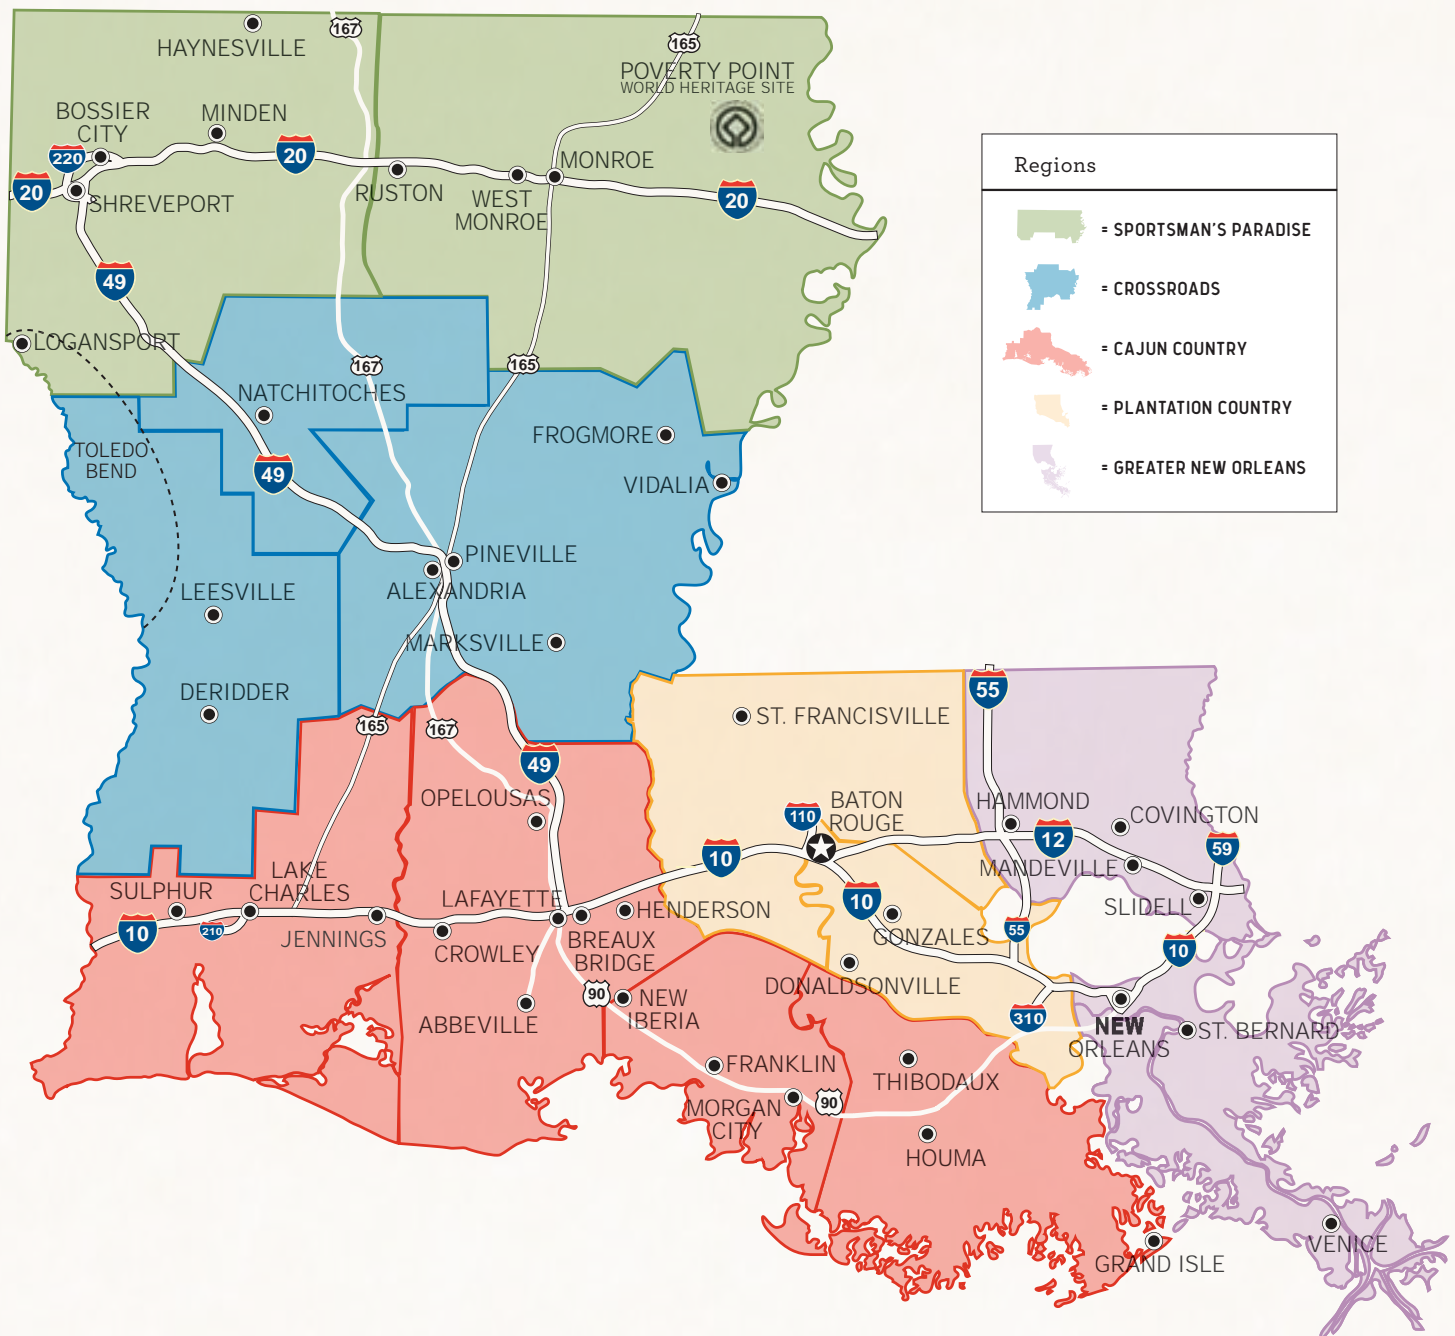 HAYNESVILLE
167
165
POVERTY POINT
WORLD HERITAGE SITE
BOSSIER
CITY
MINDEN
220
20
20
SHREVEPORT
RUSTON
WEST
MONROE
MONROE
20
49
LOGANSPORT
167
165
NATCHITOCHES
TOLEDO
BEND
49
FROGMORE
VIDALIA
PINEVILLE
ALEXANDRIA
LEESVILLE
MARKSVILLE
DERIDDER
165
167
49
OPELOUSAS
ST. FRANCISVILLE
55
110
BATON
ROUGE
HAMMOND
COVINGTON
12
59
MANDEVILLE
SLIDELL
10
10
SULPHUR
LAKE
CHARLES
10
210
JENNINGS
LAFAYETTE
CROWLEY
BREAUX
BRIDGE
HENDERSON
GONZALES
55
10
DONALDSONVILLE
90
NEW
IBERIA
ABBEVILLE
310
NEW
ORLEANS
ST. BERNARD
FRANKLIN
THIBODAUX
MORGAN
CITY
90
HOUMA
GRAND ISLE
VENICE
Regions
= SPORTSMAN'S PARADISE
= CROSSROADS
= CAJUN COUNTRY
= PLANTATION COUNTRY
= GREATER NEW ORLEANS